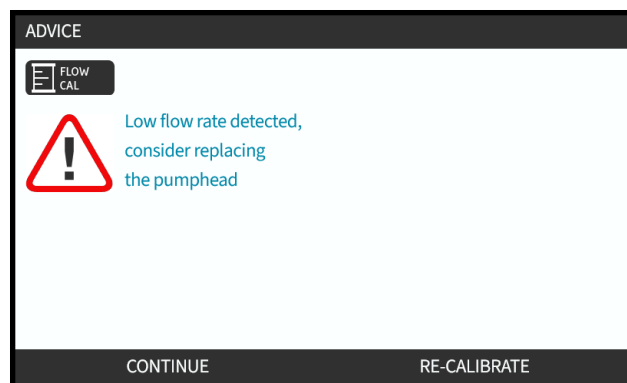 ADVICE
FLOW
CAL
Low flow rate detected,
consider replacing
the pumphead
CONTINUE RE-CALIBRATE